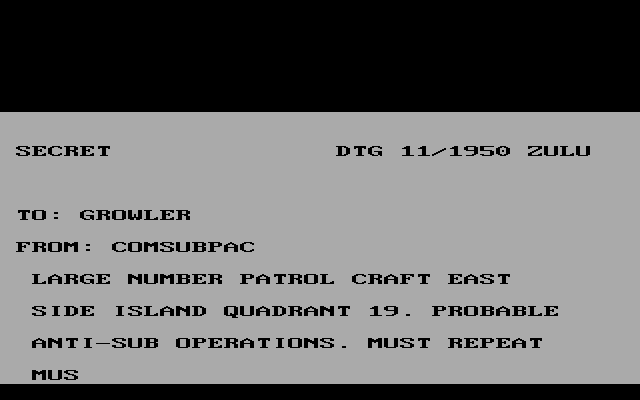 SECRET DTG 11/1950 ZULU
TO: GROWLER
FROM: COMSUBPAC
LARGE NUMBER PATROL CRAFT EAST
SIDE ISLAND QUADRANT 19. PROBABLE
ANTI-SUB OPERATIONS. MUST REPEAT
MUS